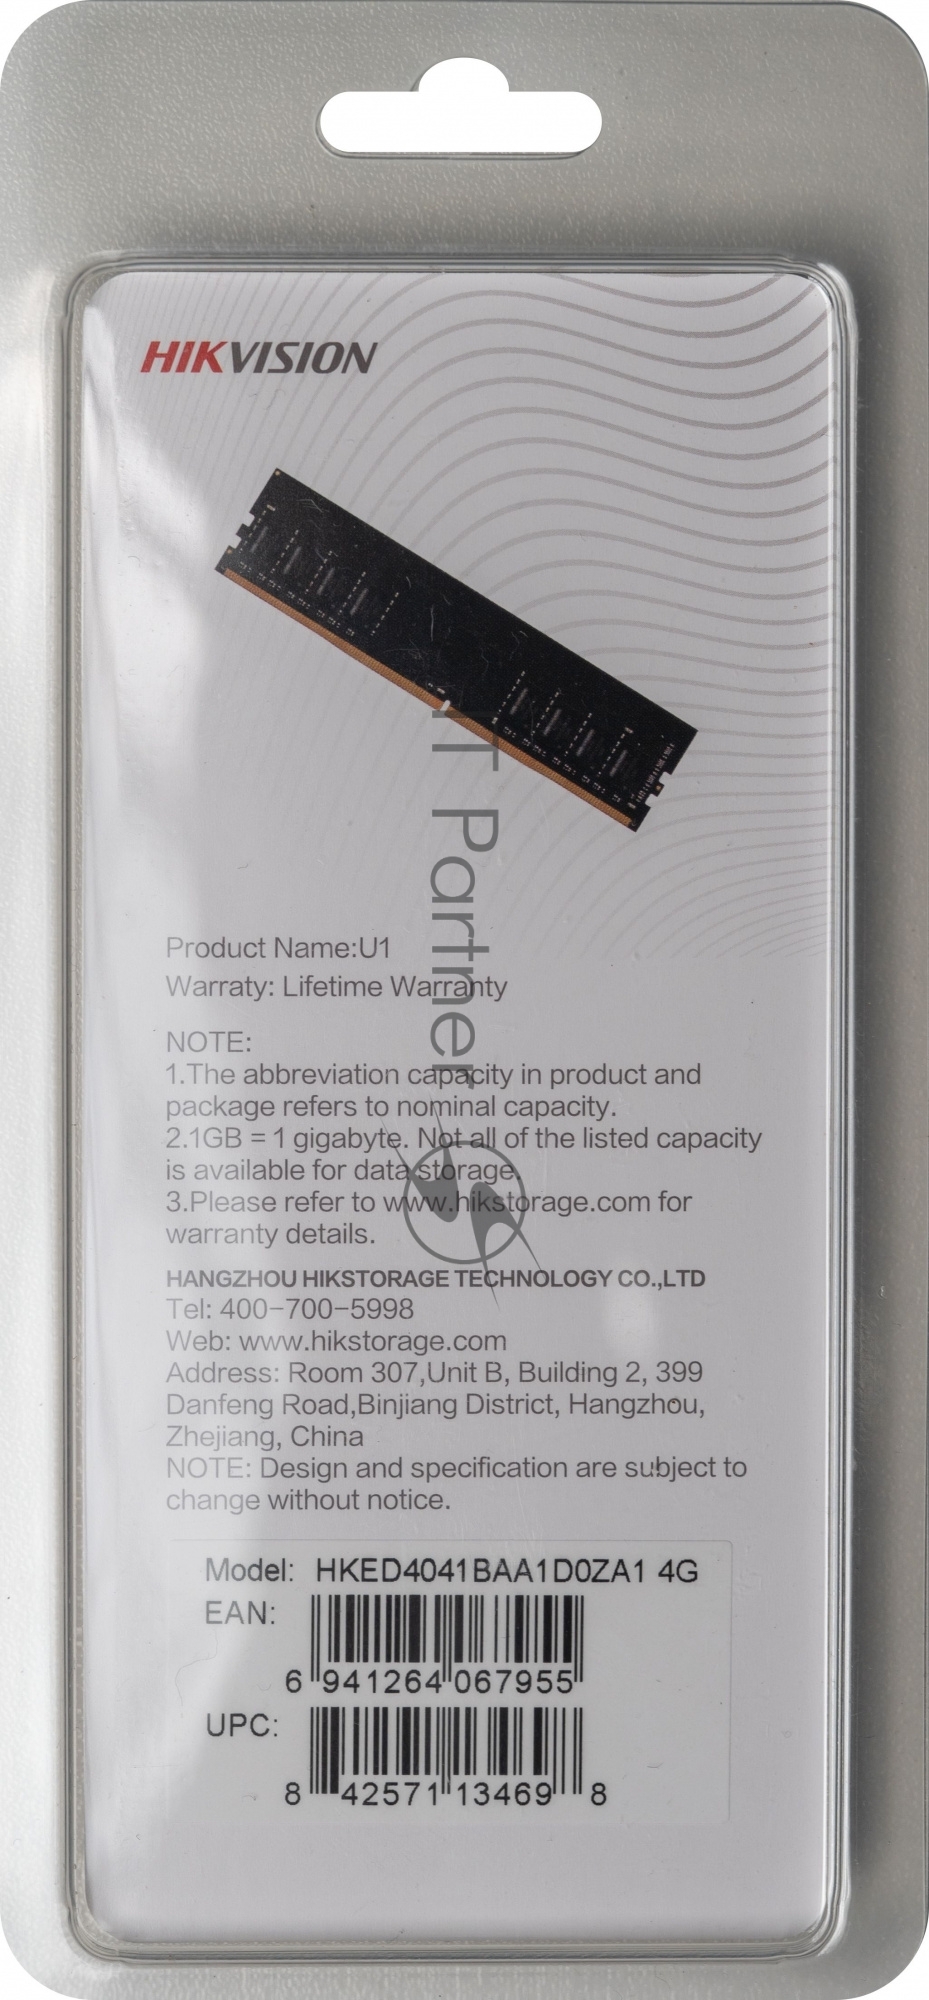 HIKVISION
IT Partner
Product Name:U1
Warraty: Lifetime Warranty
NOTE:
1.The abbreviation capacity in product and
package refers to nominal capacity.
2.1GB = 1 gigabyte. Not all of the listed capacity
is available for data storage.
3.Please refer to www.hikstorage.com for
warranty details.
HANGZHOU HIKSTORAGE TECHNOLOGY CO.,LTD
Tel: 400-700-5998
Web: www.hikstorage.com
Address: Room 307,Unit B, Building 2, 399
Danfeng Road,Binjiang District, Hangzhou,
Zhejiang, China
NOTE: Design and specification are subject to
change without notice.
Model: HKED4041BAA1D0ZA1 4G
EAN:
6 941264 067955
UPC:
8 42571 13469 8